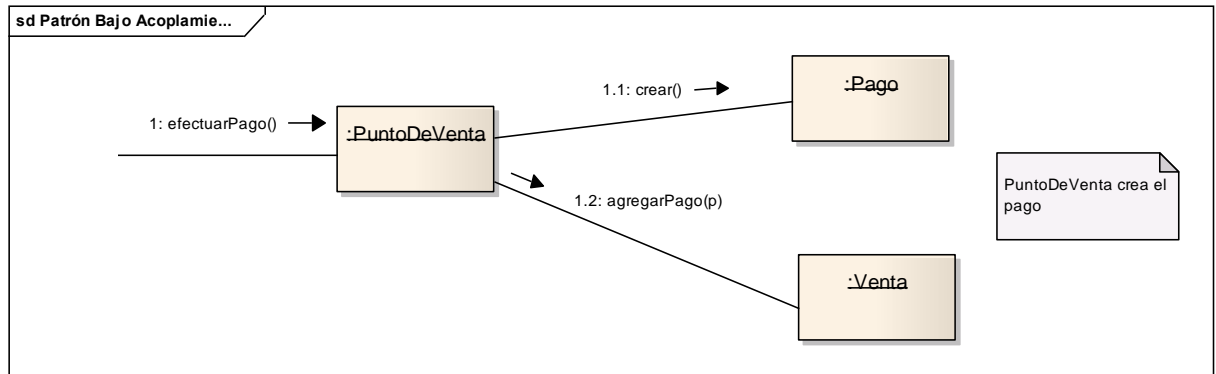 sd Patrón Bajo Acoplamie...
1: efectuarPago()
:PuntoDeVenta
1.1: crear()
:Pago
1.2: agregarPago(p)
:Venta
PuntoDeVenta crea el
pago